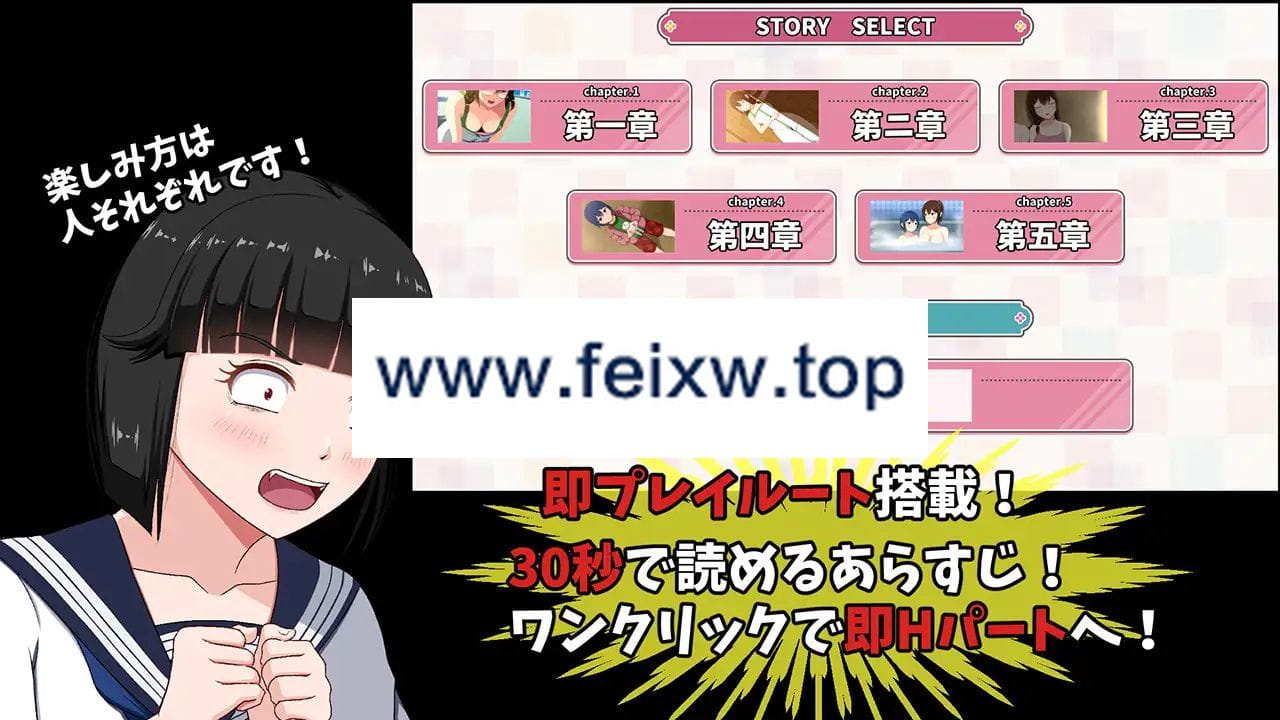 STORY SELECT
chapter.1
第一章
chapter.2
第二章
chapter.3
第三章
chapter.4
第四章
chapter.5
第五章
楽しみ方は
人それぞれです！
www.feixw.top
即プレイルート搭載！
30秒で読めるあらすじ！
ワンクリックで即Hパートへ！